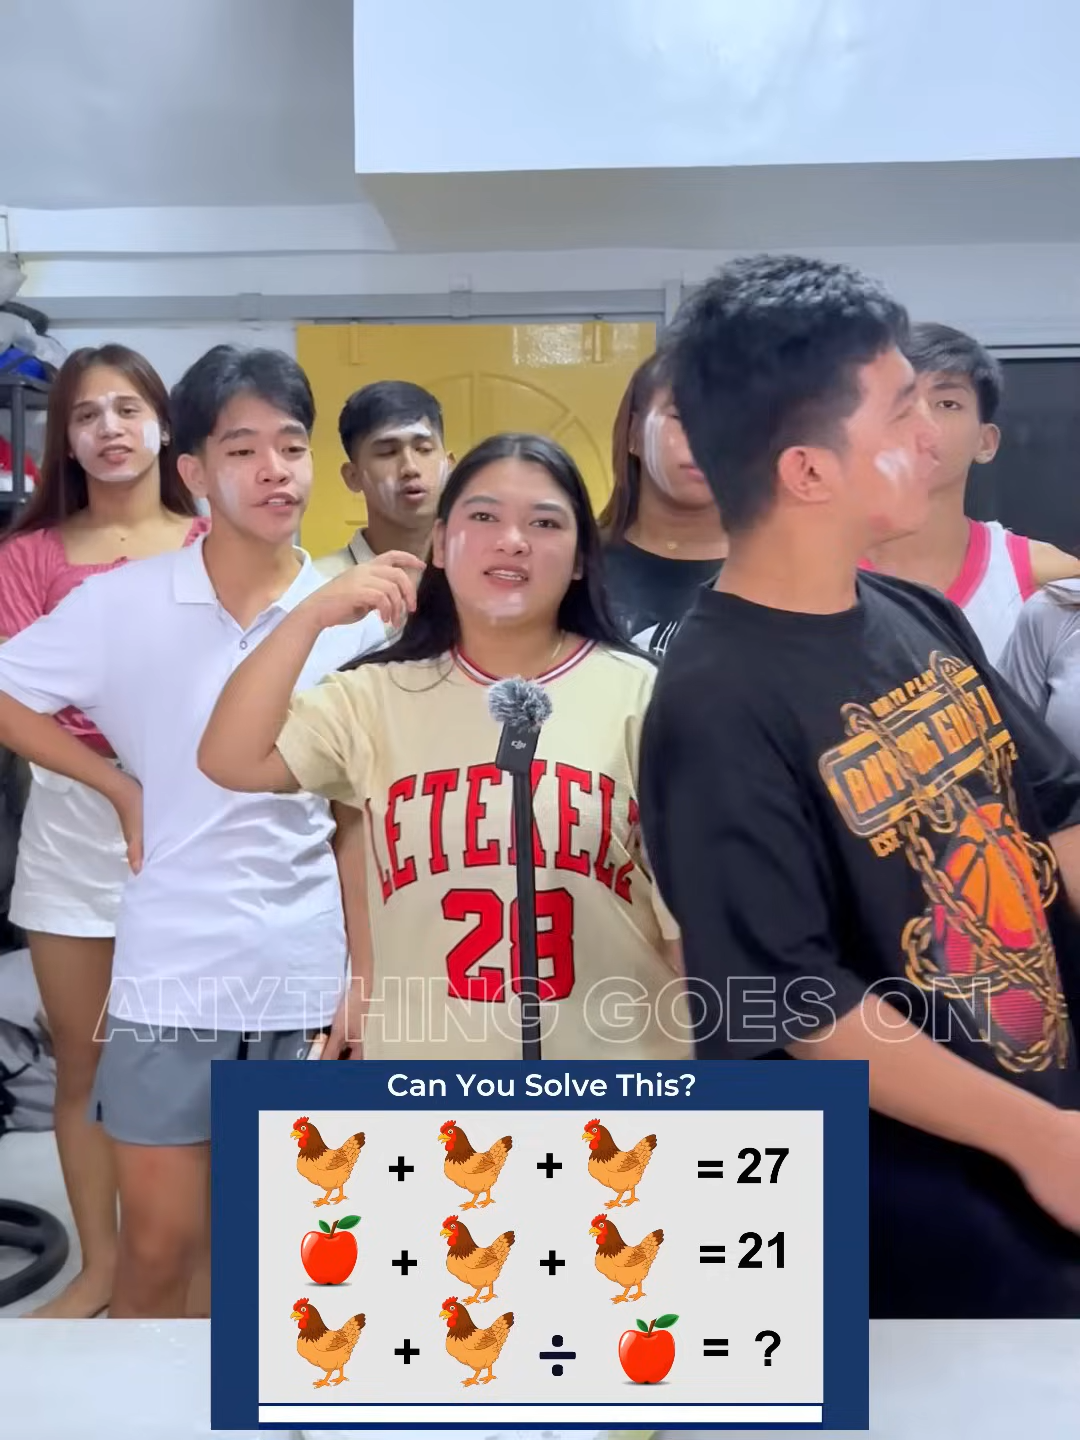 LETEKELZ
28
ANYTHING GOES ON
Can You Solve This?
+ + = 27
+ + = 21
+ ÷ = ?